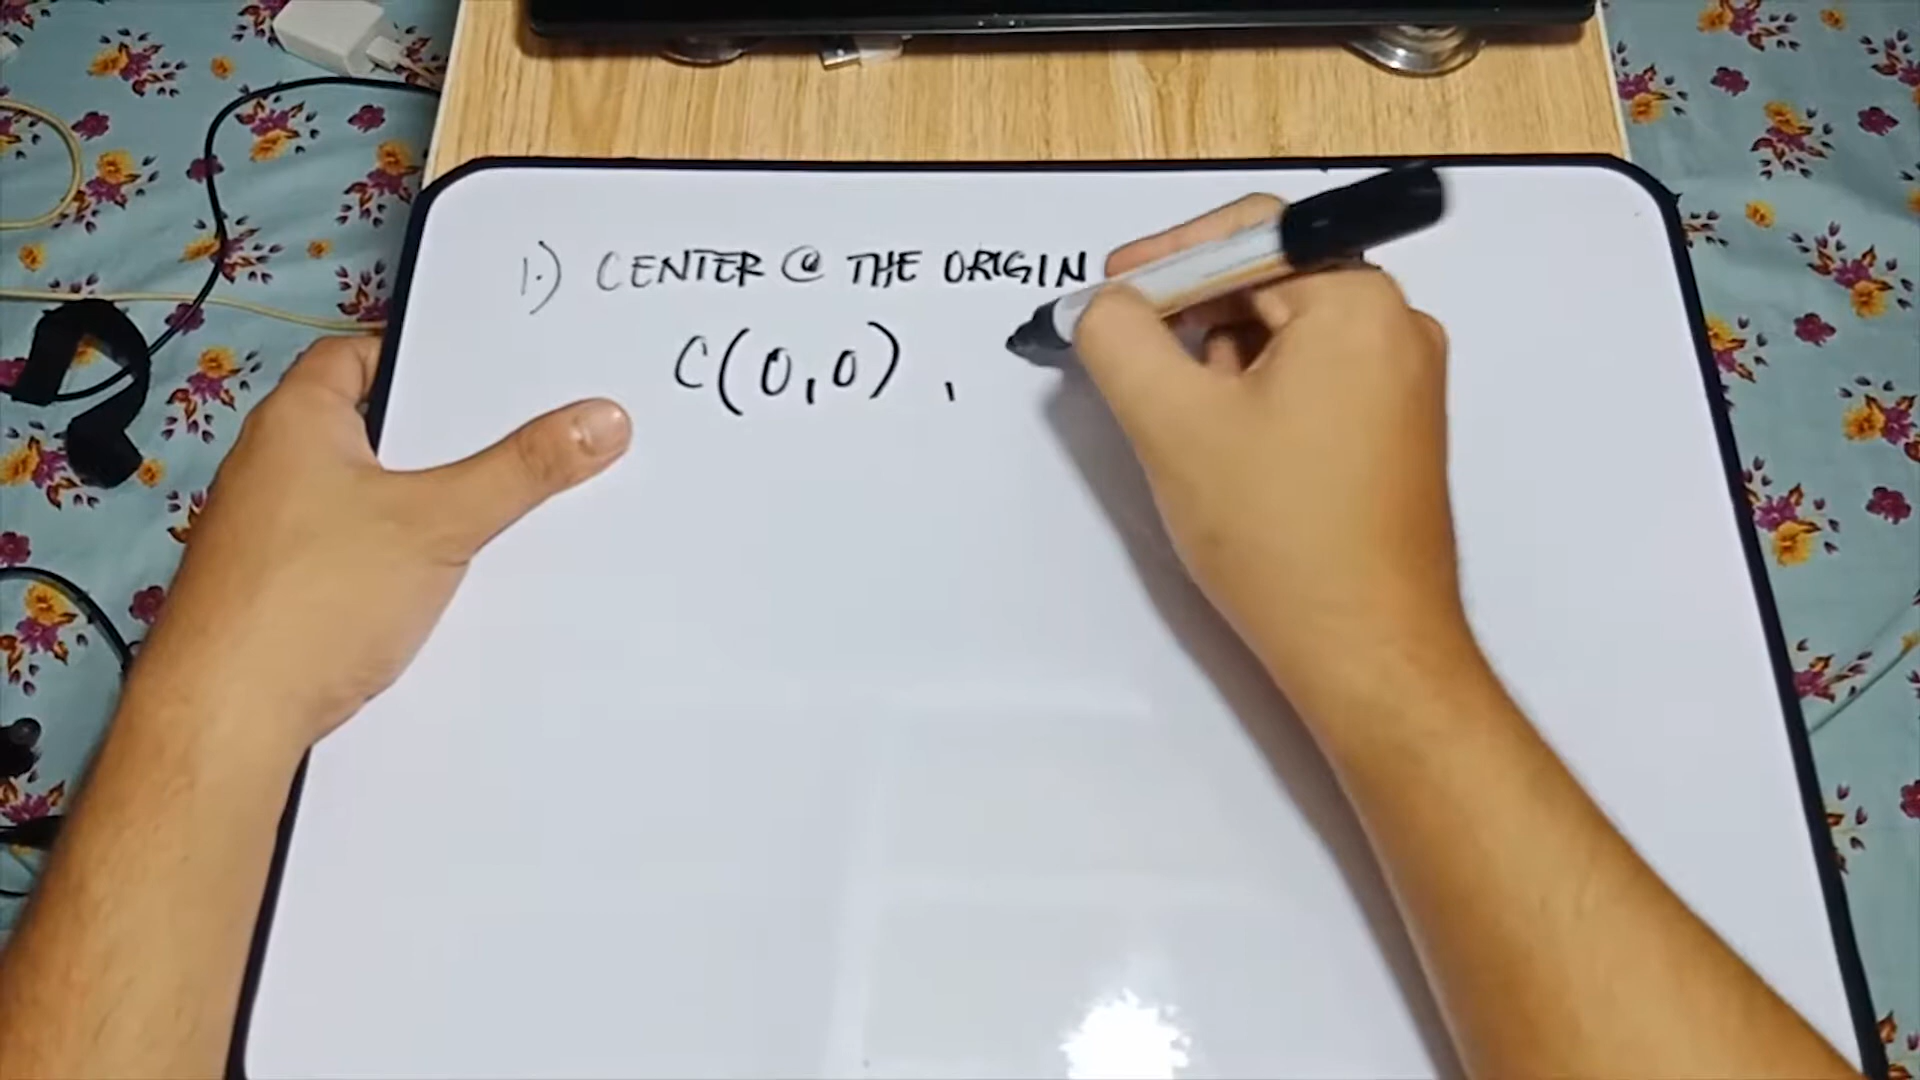 1.) CENTER @ THE ORIGIN
C(0,0) ,